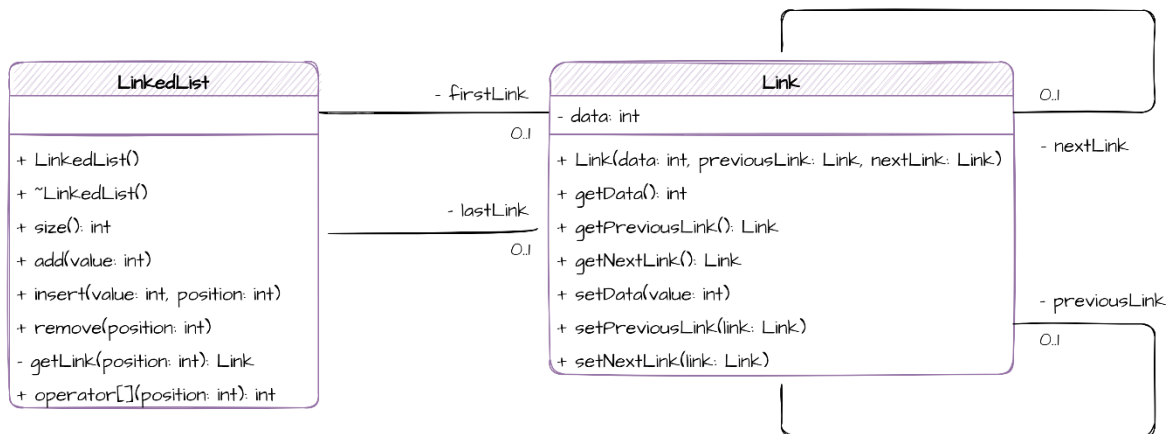 LinkedList
+ LinkedList()
+ ~LinkedList()
+ size(): int
+ add(value: int)
+ insert(value: int, position: int)
+ remove(position: int)
- getLink(position: int): Link
+ operator[](position: int): int
- firstLink
0..1
- lastLink
0..1
Link
- data: int
+ Link(data: int, previousLink: Link, nextLink: Link)
+ getData(): int
+ getPreviousLink(): Link
+ getNextLink(): Link
+ setData(value: int)
+ setPreviousLink(link: Link)
+ setNextLink(link: Link)
0..1
- nextLink
- previousLink
0..1